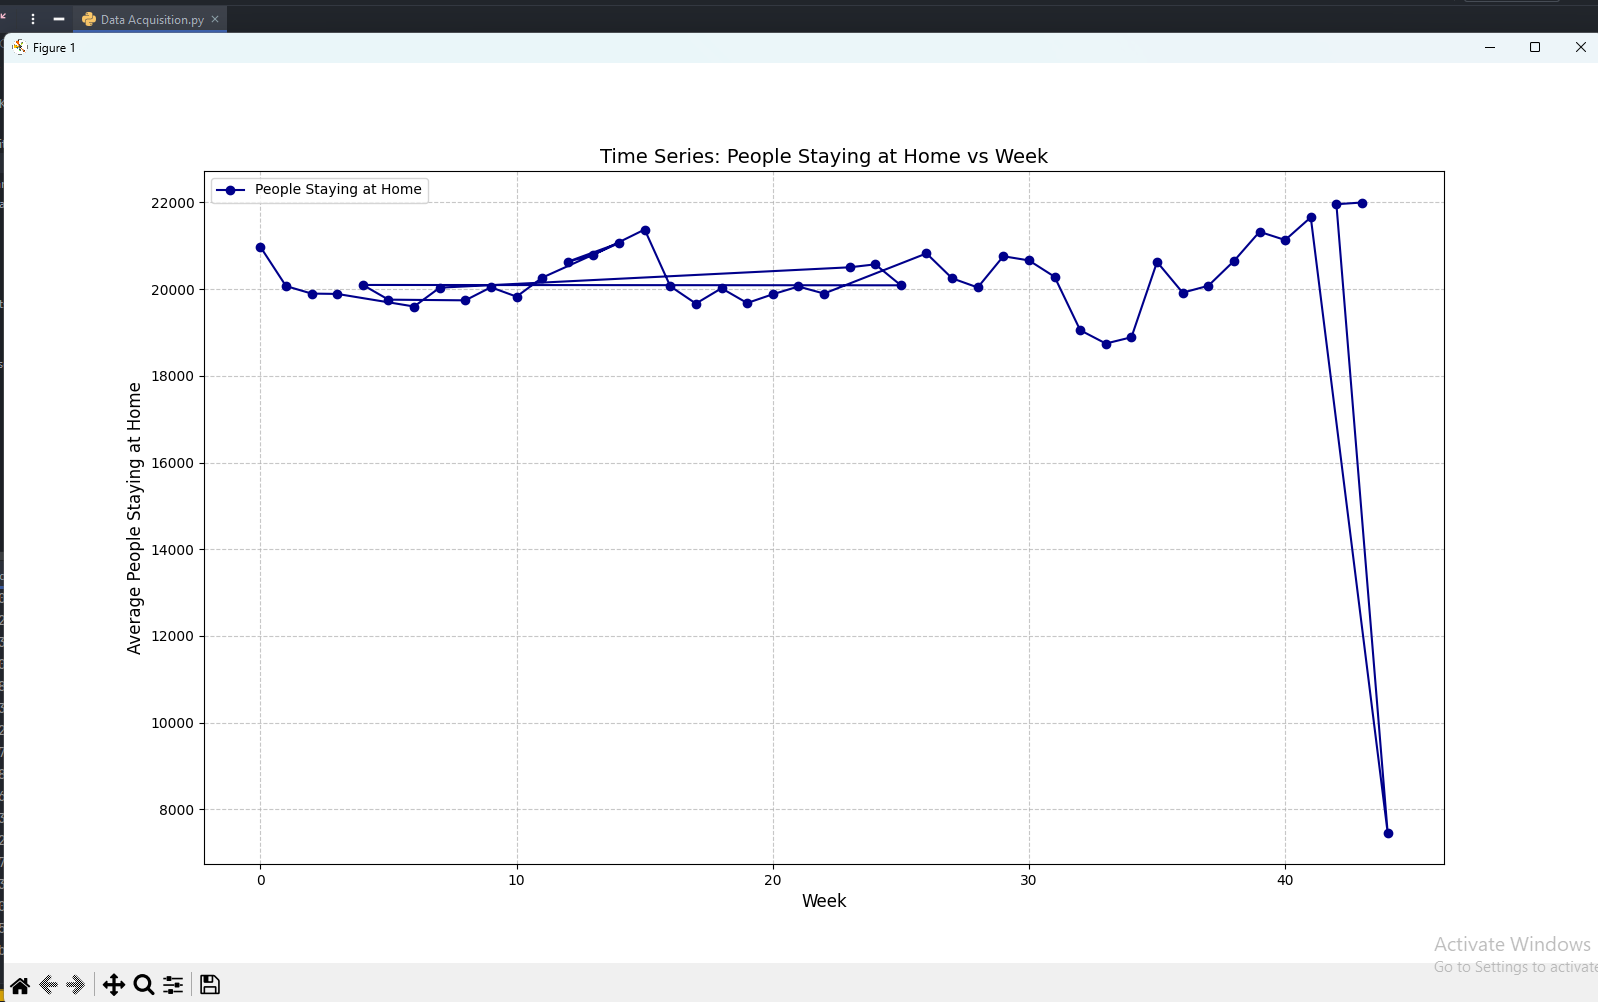 Data Acquisition.py
Figure 1
Time Series: People Staying at Home vs Week
People Staying at Home
22000
20000
18000
16000
14000
12000
10000
8000
Average People Staying at Home
0 10 20 30 40
Week
Activate Windows
Go to Settings to activate